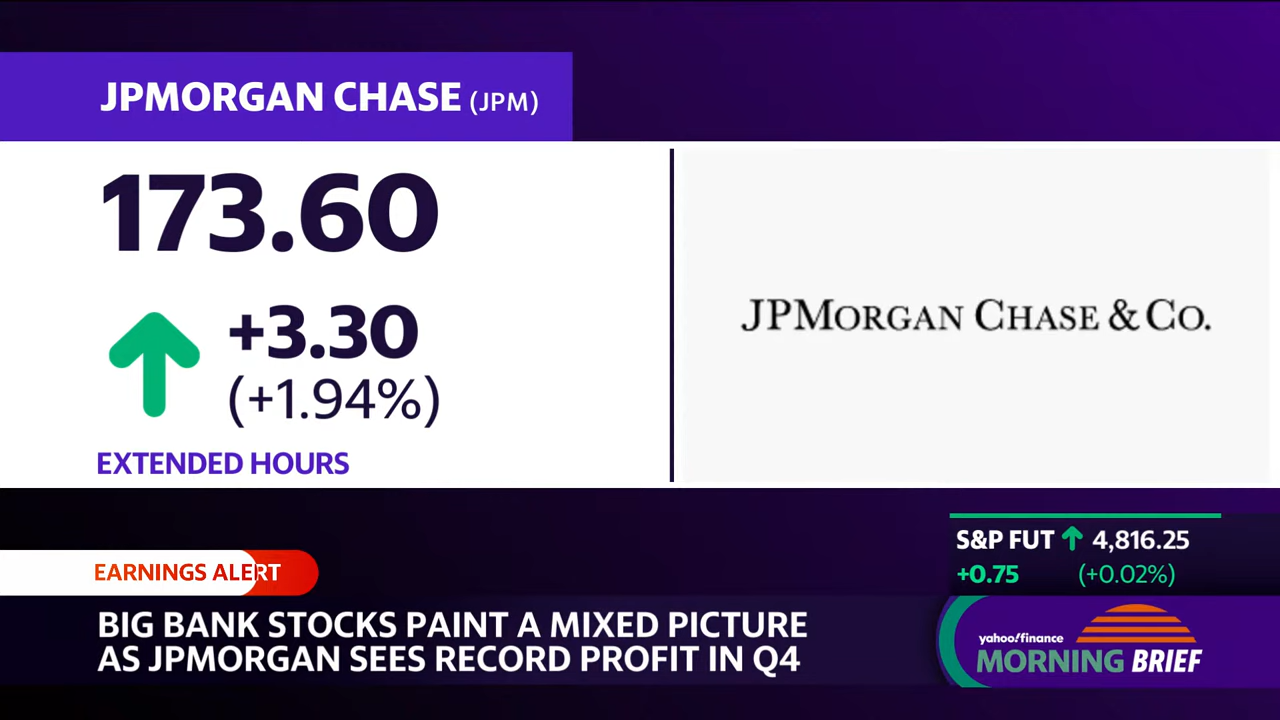 JPMORGAN CHASE (JPM)
173.60
+3.30
(+1.94%)
EXTENDED HOURS
JPMORGAN CHASE & CO.
EARNINGS ALERT
BIG BANK STOCKS PAINT A MIXED PICTURE
AS JPMORGAN SEES RECORD PROFIT IN Q4
S&P FUT 4,816.25
+0.75 (+0.02%)
yahoo!finance
MORNING BRIEF